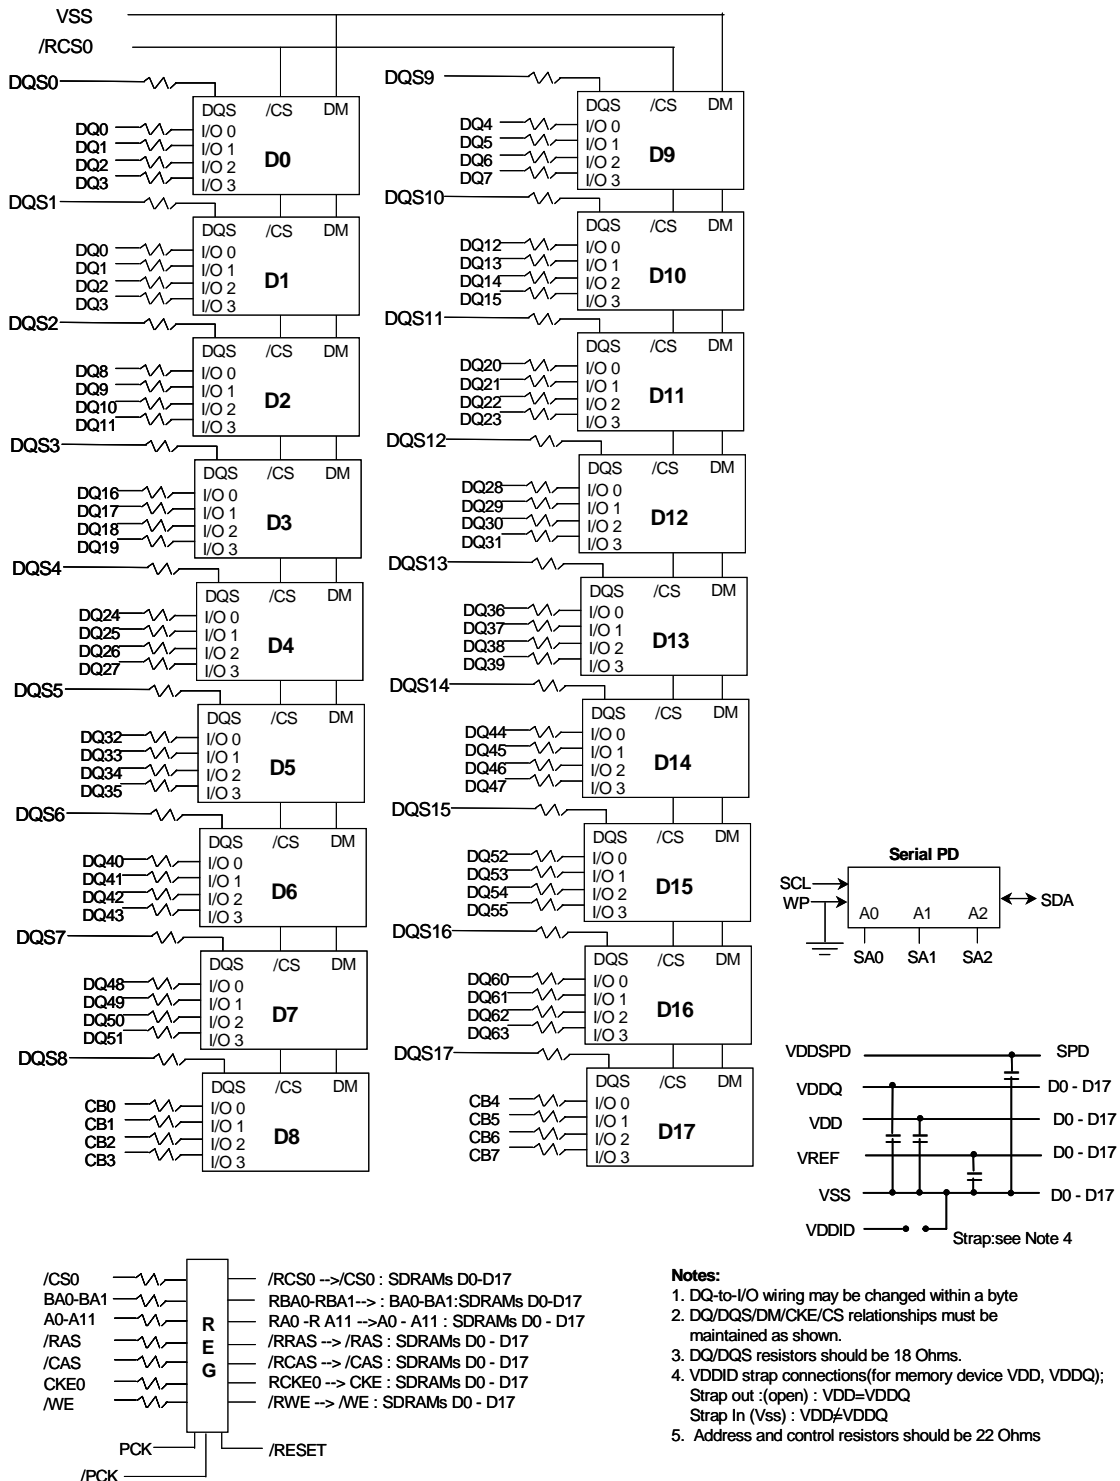 VSS
/RCS0
DQS0
DQS /CS DM
DQ0 I/O 0
DQ1 I/O 1
DQ2 I/O 2
DQ3 I/O 3
D0
DQS1
DQS /CS DM
DQ0 I/O 0
DQ1 I/O 1
DQ2 I/O 2
DQ3 I/O 3
D1
DQS2
DQS /CS DM
DQ8 I/O 0
DQ9 I/O 1
DQ10 I/O 2
DQ11 I/O 3
D2
DQS3
DQS /CS DM
DQ16 I/O 0
DQ17 I/O 1
DQ18 I/O 2
DQ19 I/O 3
D3
DQS4
DQS /CS DM
DQ24 I/O 0
DQ25 I/O 1
DQ26 I/O 2
DQ27 I/O 3
D4
DQS5
DQS /CS DM
DQ32 I/O 0
DQ33 I/O 1
DQ34 I/O 2
DQ35 I/O 3
D5
DQS6
DQS /CS DM
DQ40 I/O 0
DQ41 I/O 1
DQ42 I/O 2
DQ43 I/O 3
D6
DQS7
DQS /CS DM
DQ48 I/O 0
DQ49 I/O 1
DQ50 I/O 2
DQ51 I/O 3
D7
DQS8
DQS /CS DM
CB0 I/O 0
CB1 I/O 1
CB2 I/O 2
CB3 I/O 3
D8
DQS9
DQS /CS DM
DQ4 I/O 0
DQ5 I/O 1
DQ6 I/O 2
DQ7 I/O 3
D9
DQS10
DQS /CS DM
DQ12 I/O 0
DQ13 I/O 1
DQ14 I/O 2
DQ15 I/O 3
D10
DQS11
DQS /CS DM
DQ20 I/O 0
DQ21 I/O 1
DQ22 I/O 2
DQ23 I/O 3
D11
DQS12
DQS /CS DM
DQ28 I/O 0
DQ29 I/O 1
DQ30 I/O 2
DQ31 I/O 3
D12
DQS13
DQS /CS DM
DQ36 I/O 0
DQ37 I/O 1
DQ38 I/O 2
DQ39 I/O 3
D13
DQS14
DQS /CS DM
DQ44 I/O 0
DQ45 I/O 1
DQ46 I/O 2
DQ47 I/O 3
D14
DQS15
DQS /CS DM
DQ52 I/O 0
DQ53 I/O 1
DQ54 I/O 2
DQ55 I/O 3
D15
DQS16
DQS /CS DM
DQ60 I/O 0
DQ61 I/O 1
DQ62 I/O 2
DQ63 I/O 3
D16
DQS17
DQS /CS DM
CB4 I/O 0
CB5 I/O 1
CB6 I/O 2
CB7 I/O 3
D17
Serial PD
SCL
WP
SDA
A0 A1 A2
SA0 SA1 SA2
VDDSPD SPD
VDDQ D0 - D17
VDD D0 - D17
VREF D0 - D17
VSS D0 - D17
VDDID Strap:see Note 4
/CS0 /RCS0 -->/CS0 : SDRAMs D0-D17
BA0-BA1 RBA0-RBA1--> : BA0-BA1:SDRAMs D0-D17
A0-A11 RA0 -R A11 -->A0 - A11 : SDRAMs D0 - D17
/RAS /RRAS --> /RAS : SDRAMs D0 - D17
/CAS /RCAS --> /CAS : SDRAMs D0 - D17
CKE0 RCKE0 --> CKE : SDRAMs D0 - D17
/WE /RWE --> /WE : SDRAMs D0 - D17
REG
PCK /RESET
/PCK
Notes:
1. DQ-to-I/O wiring may be changed within a byte
2. DQ/DQS/DM/CKE/CS relationships must be
maintained as shown.
3. DQ/DQS resistors should be 18 Ohms.
4. VDDID strap connections(for memory device VDD, VDDQ);
Strap out :(open) : VDD=VDDQ
Strap In (Vss) : VDD≠VDDQ
5. Address and control resistors should be 22 Ohms